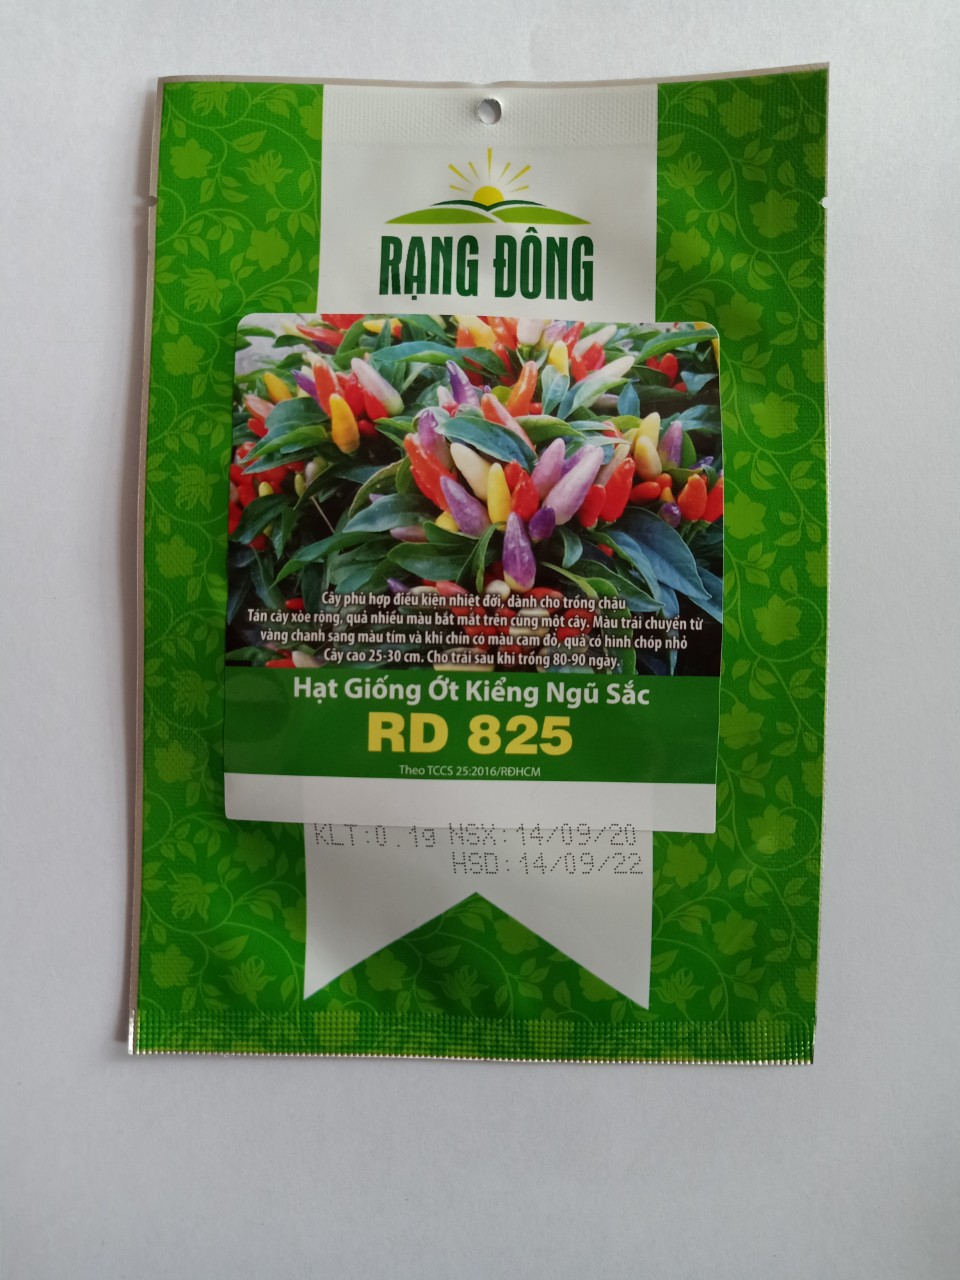 RẠNG ĐÔNG
Cây phù hợp điều kiện nhiệt đới, dành cho trồng chậu
Tán cây xòe rộng, quả nhiều màu bắt mắt trên cùng một cây. Màu trái chuyển từ
vàng chanh sang màu tím và khi chín có màu cam đỏ, quả có hình chóp nhỏ
Cây cao 25-30 cm. Cho trái sau khi trồng 80-90 ngày.
Hạt Giống Ớt Kiểng Ngũ Sắc
RD 825
Theo TCCS 25:2016/RĐHCM
KLT:0.1g NSX:14/09/20
HSD:14/09/22